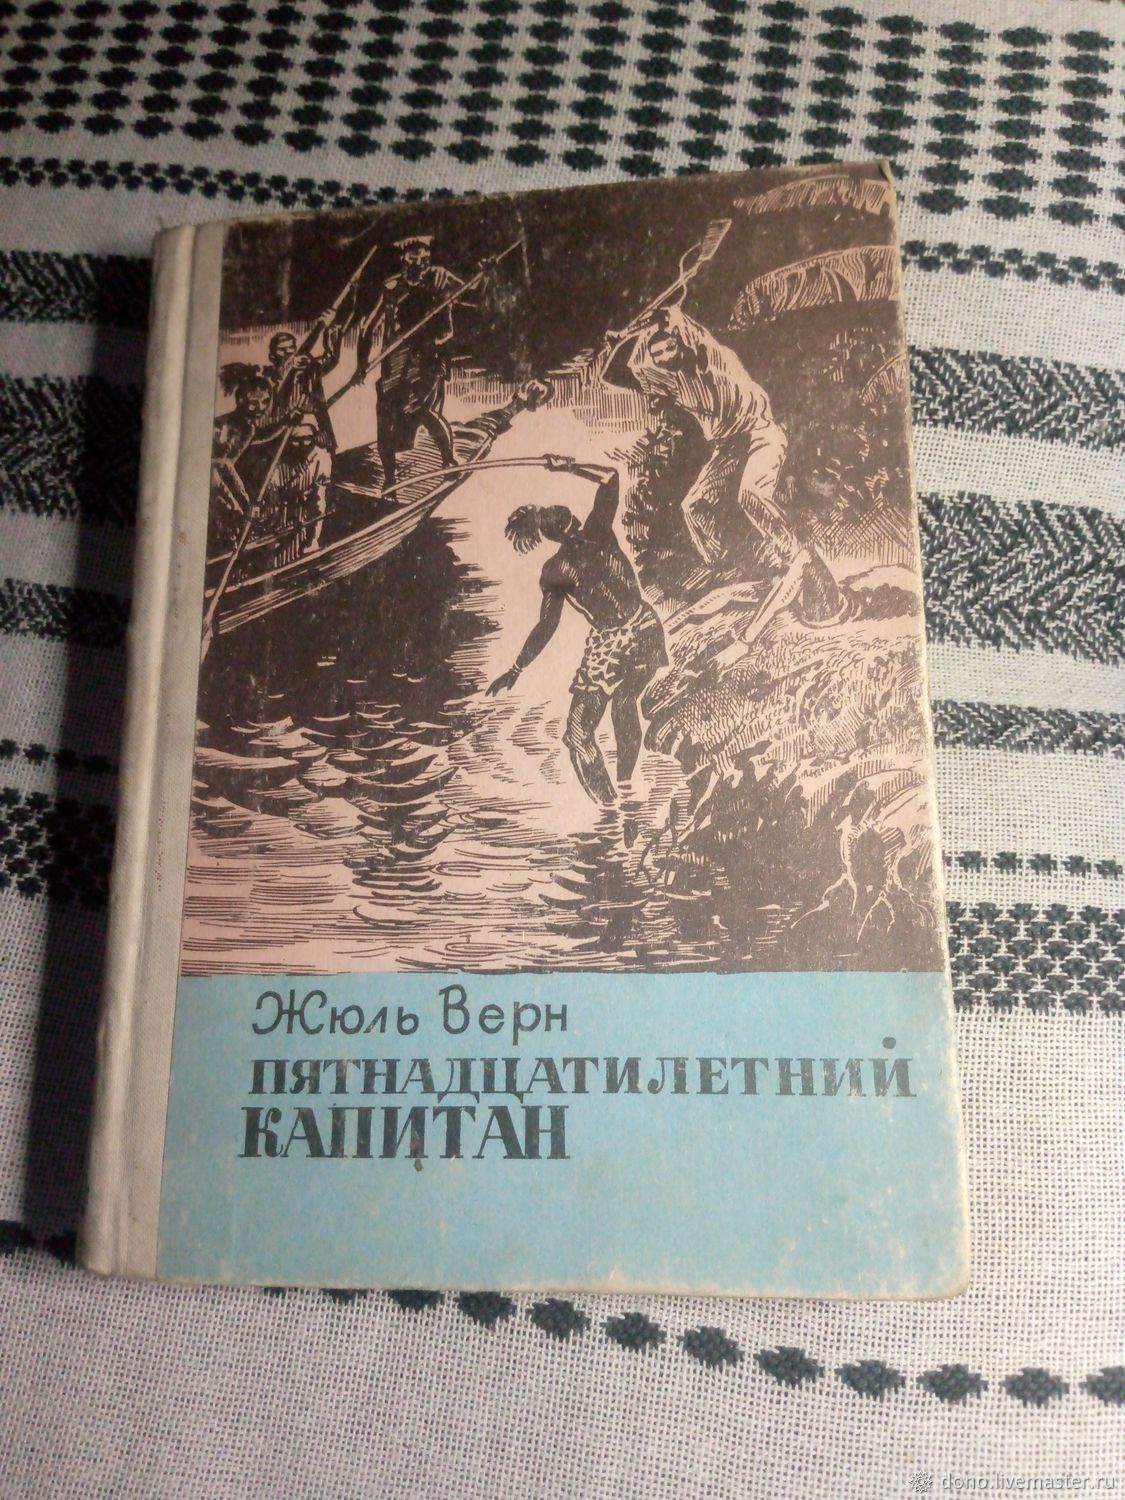 Жюль Верн
ПЯТНАДЦАТИЛЕТНИЙ
КАПИТАН
dono.livemaster.ru